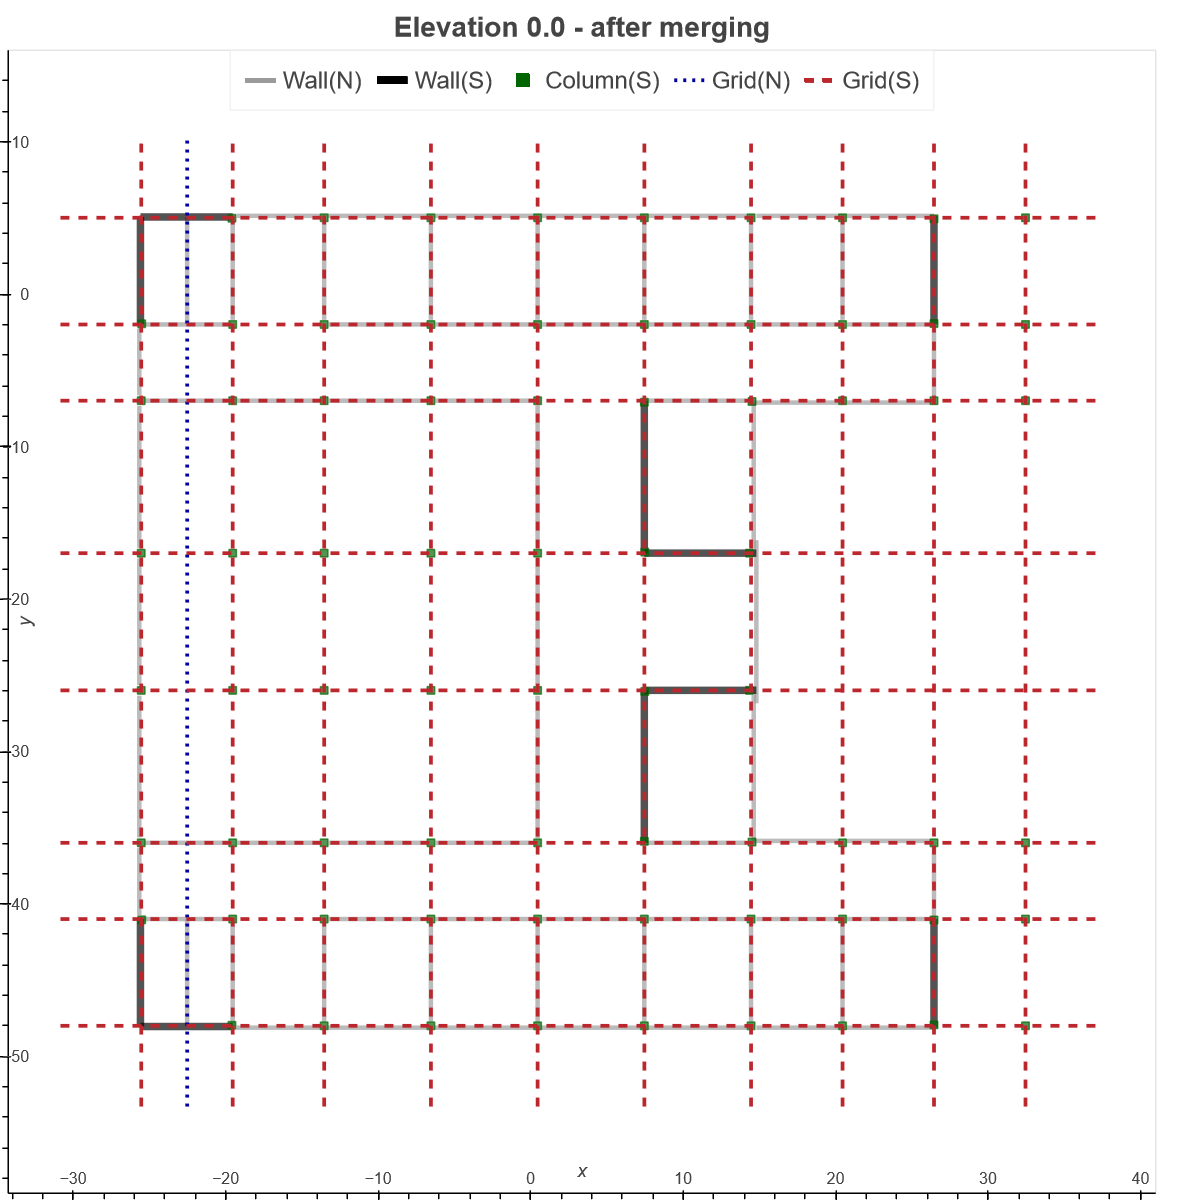 Elevation 0.0 - after merging
Wall(N) Wall(S) Column(S) Grid(N) Grid(S)
10
0
−10
−20
y
−30
−40
−50
−30 −20 −10 0 10 20 30 40
x